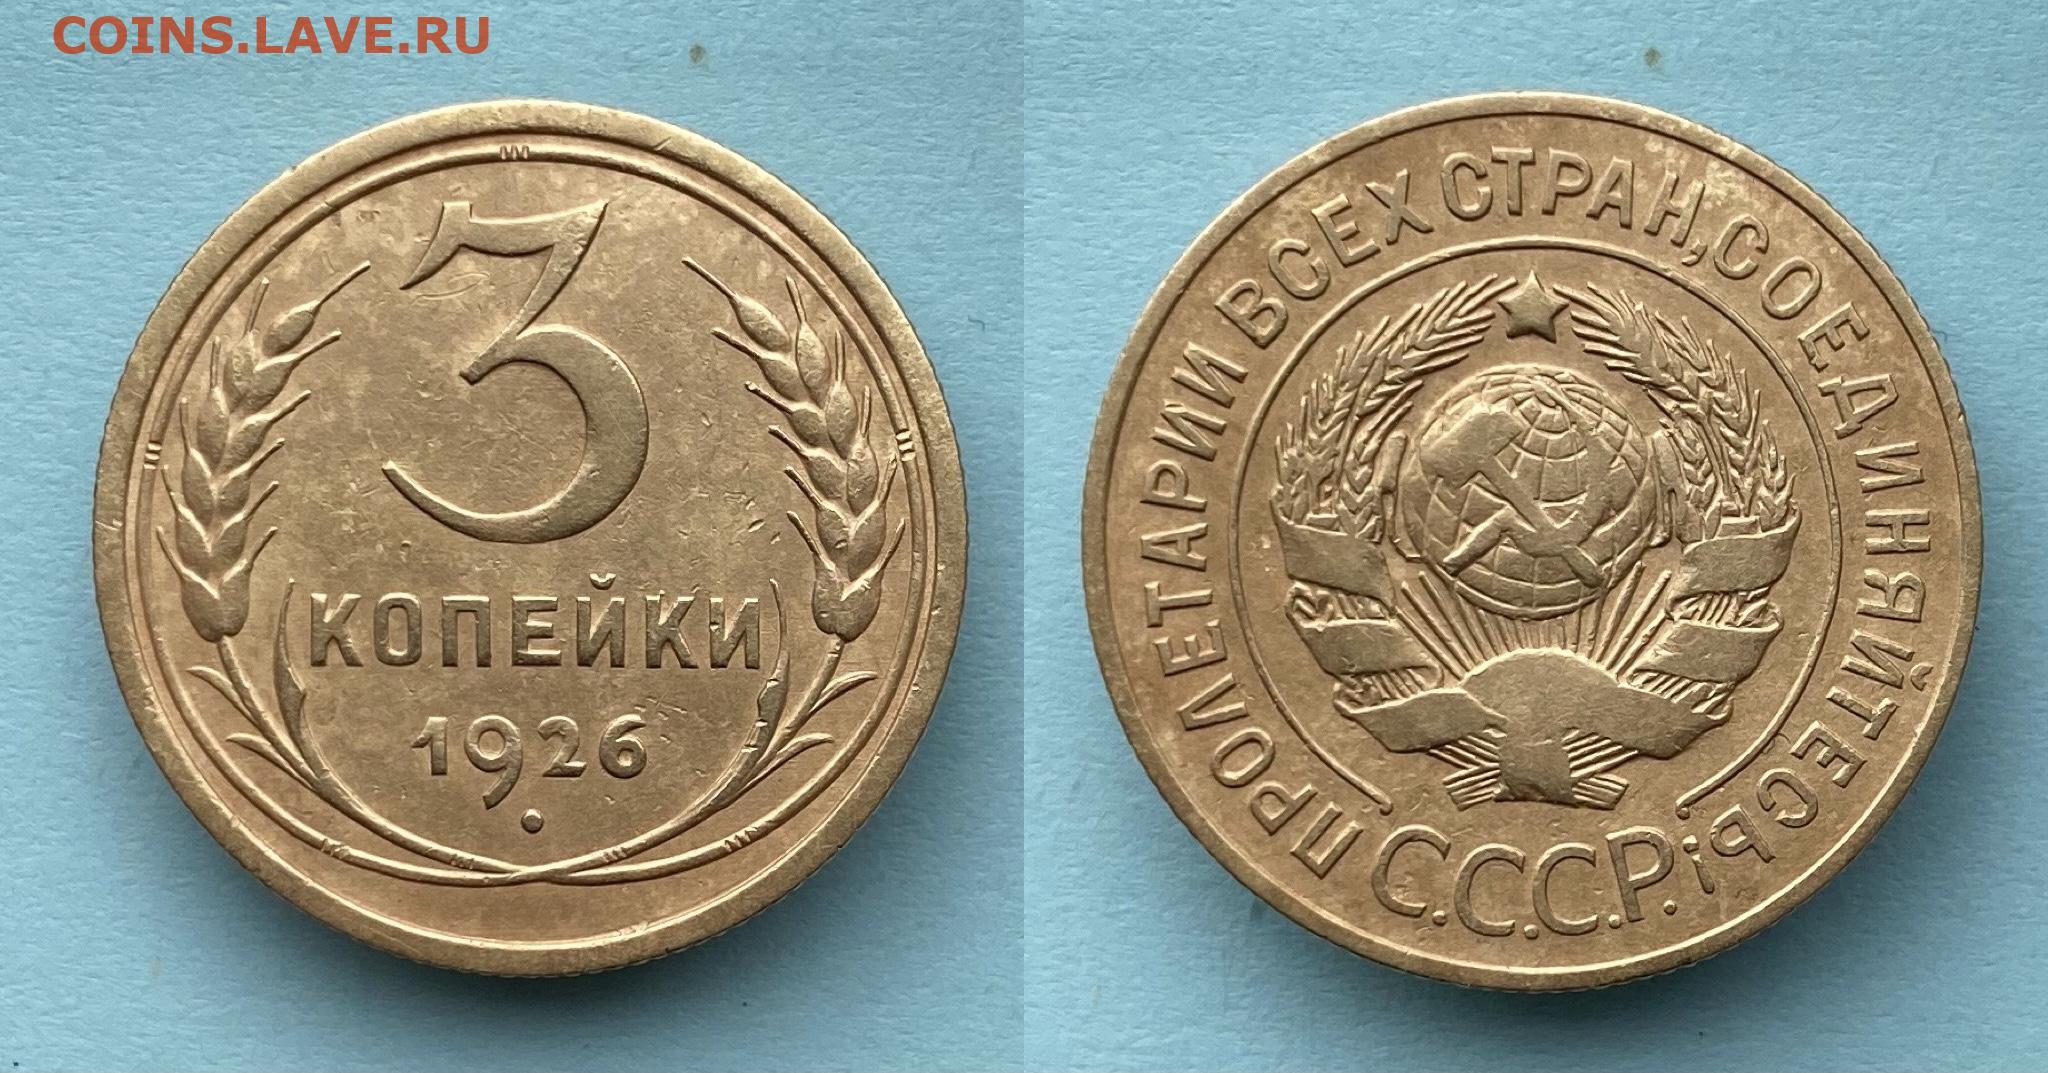 COINS.LAVE.RU
3
КОПЕЙКИ
1926
ПРОЛЕТАРИИ ВСЕХ СТРАН, СОЕДИНЯЙТЕСЬ!
С.С.С.Р.